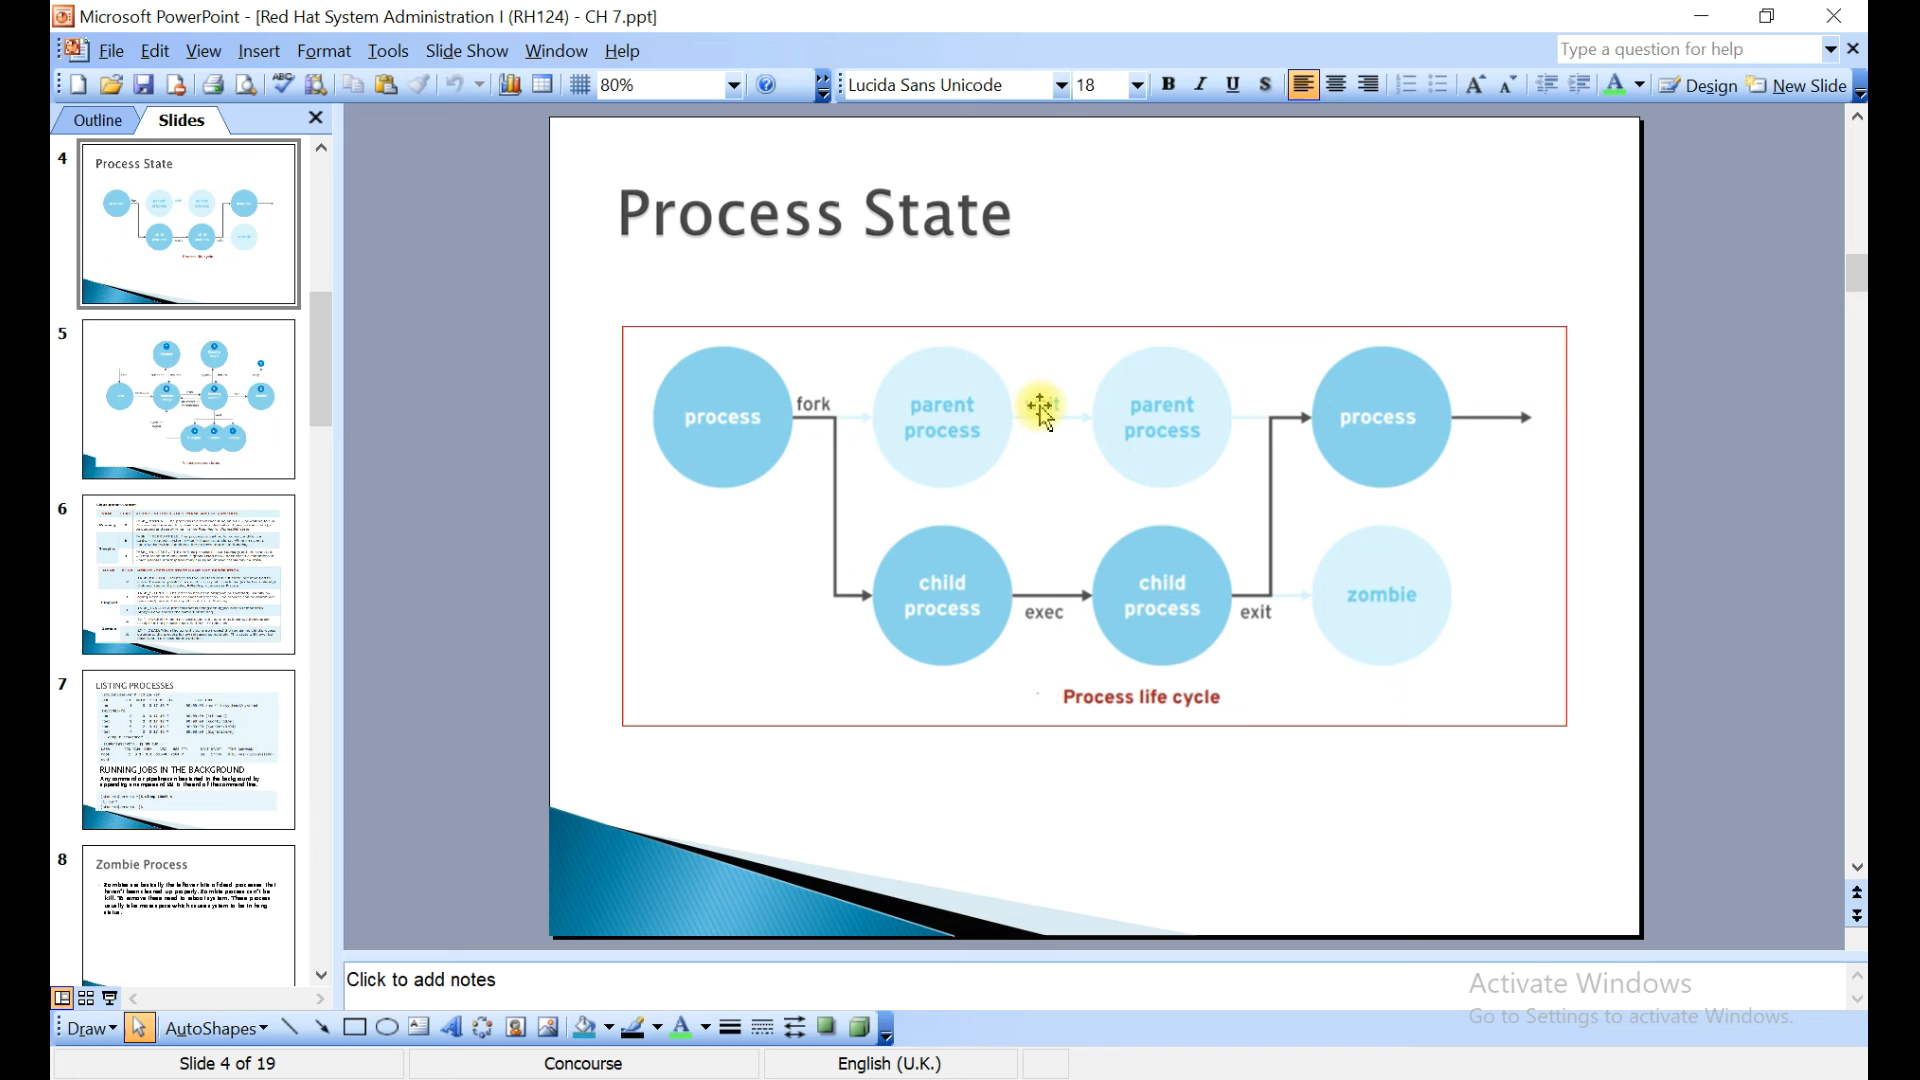 Microsoft PowerPoint - [Red Hat System Administration I (RH124) - CH 7.ppt]
File Edit View Insert Format Tools Slide Show Window Help
Type a question for help
80%
Lucida Sans Unicode
18
B I U S
Design New Slide
Outline Slides
4
Process State
5
6
7
LISTING PROCESSES
RUNNING JOBS IN THE BACKGROUND
8
Zombie Process
Process State
process
fork
parent
process
parent
process
process
child
process
exec
child
process
exit
zombie
Process life cycle
Click to add notes
Activate Windows
Go to Settings to activate Windows.
Draw AutoShapes
Slide 4 of 19
Concourse
English (U.K.)